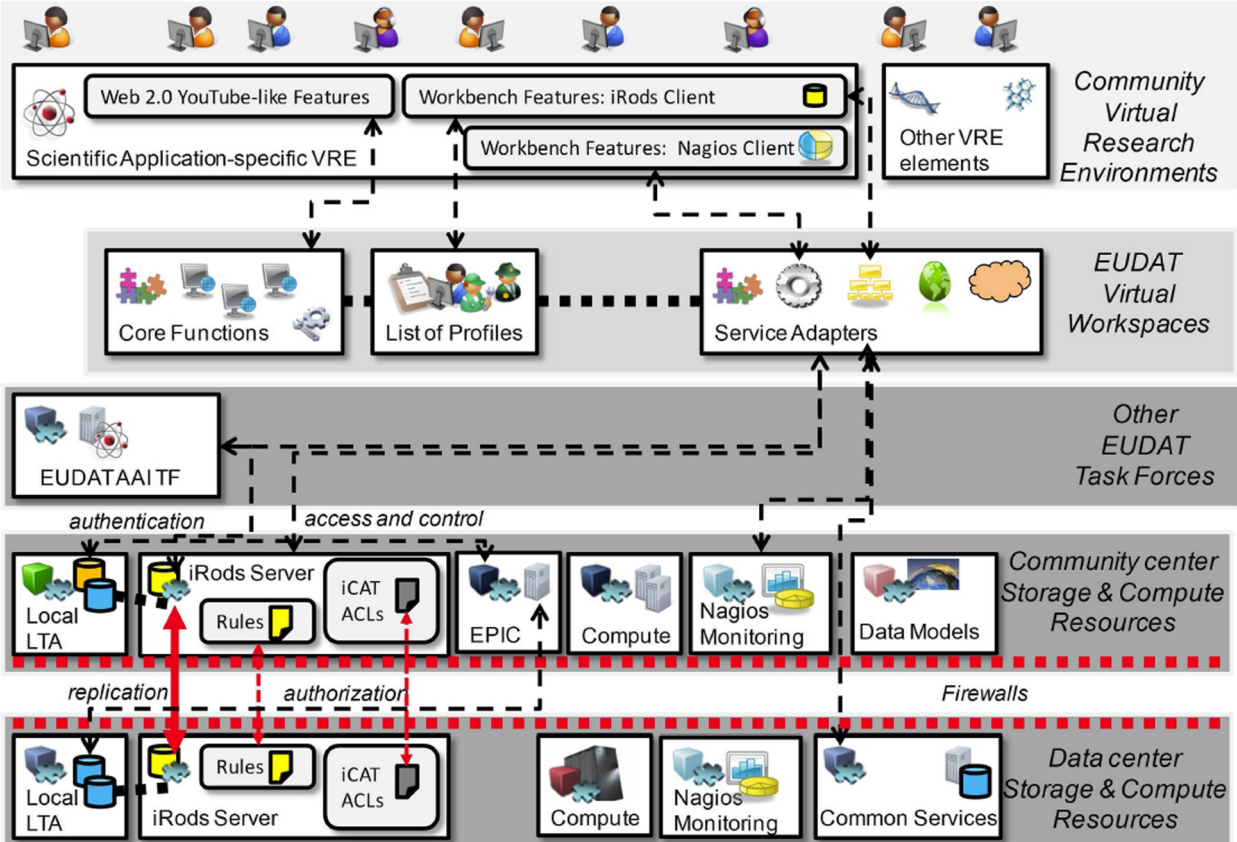 Web 2.0 YouTube-like Features
Workbench Features: iRods Client
Scientific Application-specific VRE
Workbench Features: Nagios Client
Other VRE
elements
Community
Virtual
Research
Environments
Core Functions
List of Profiles
Service Adapters
EUDAT
Virtual
Workspaces
EUDAT AAI TF
Other
EUDAT
Task Forces
authentication
access and control
Local
LTA
iRods Server
Rules
iCAT
ACLs
EPIC
Compute
Nagios
Monitoring
Data Models
Community center
Storage & Compute
Resources
replication
authorization
Firewalls
Local
LTA
iRods Server
Rules
iCAT
ACLs
Compute
Nagios
Monitoring
Common Services
Data center
Storage & Compute
Resources